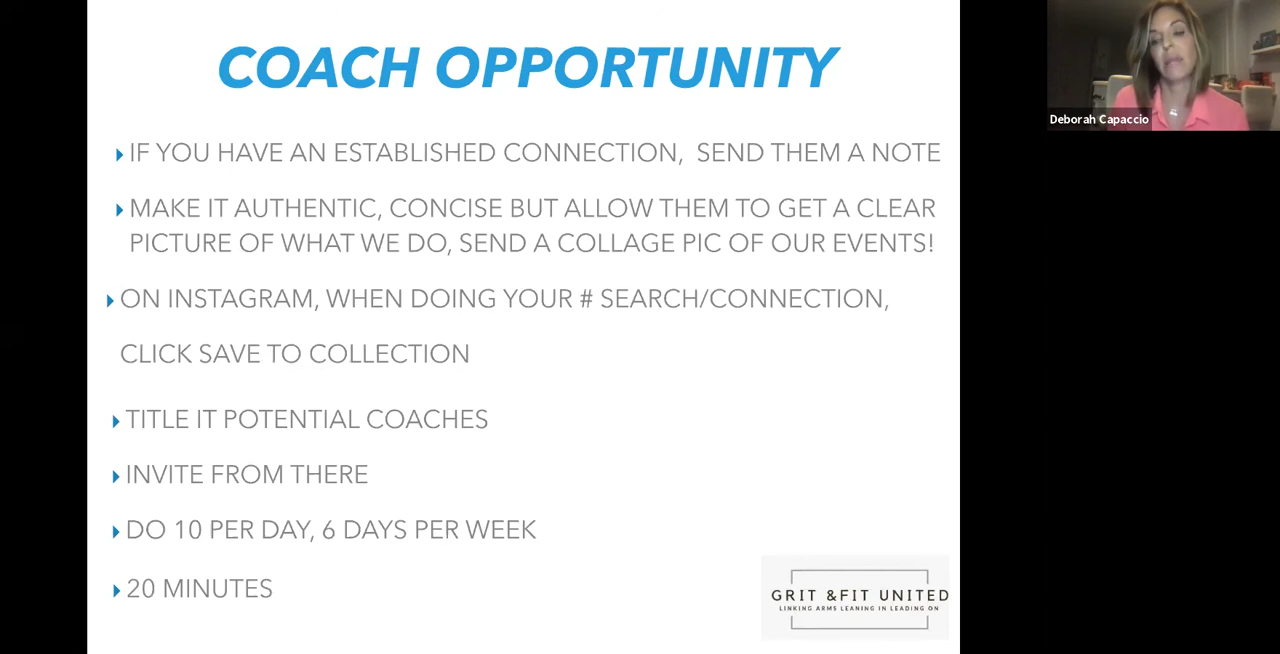 COACH OPPORTUNITY
IF YOU HAVE AN ESTABLISHED CONNECTION, SEND THEM A NOTE
MAKE IT AUTHENTIC, CONCISE BUT ALLOW THEM TO GET A CLEAR
PICTURE OF WHAT WE DO, SEND A COLLAGE PIC OF OUR EVENTS!
ON INSTAGRAM, WHEN DOING YOUR # SEARCH/CONNECTION,
CLICK SAVE TO COLLECTION
TITLE IT POTENTIAL COACHES
INVITE FROM THERE
DO 10 PER DAY, 6 DAYS PER WEEK
20 MINUTES
GRIT &FIT UNITED
LINKING ARMS LEANING IN LEADING ON
Deborah Capaccio